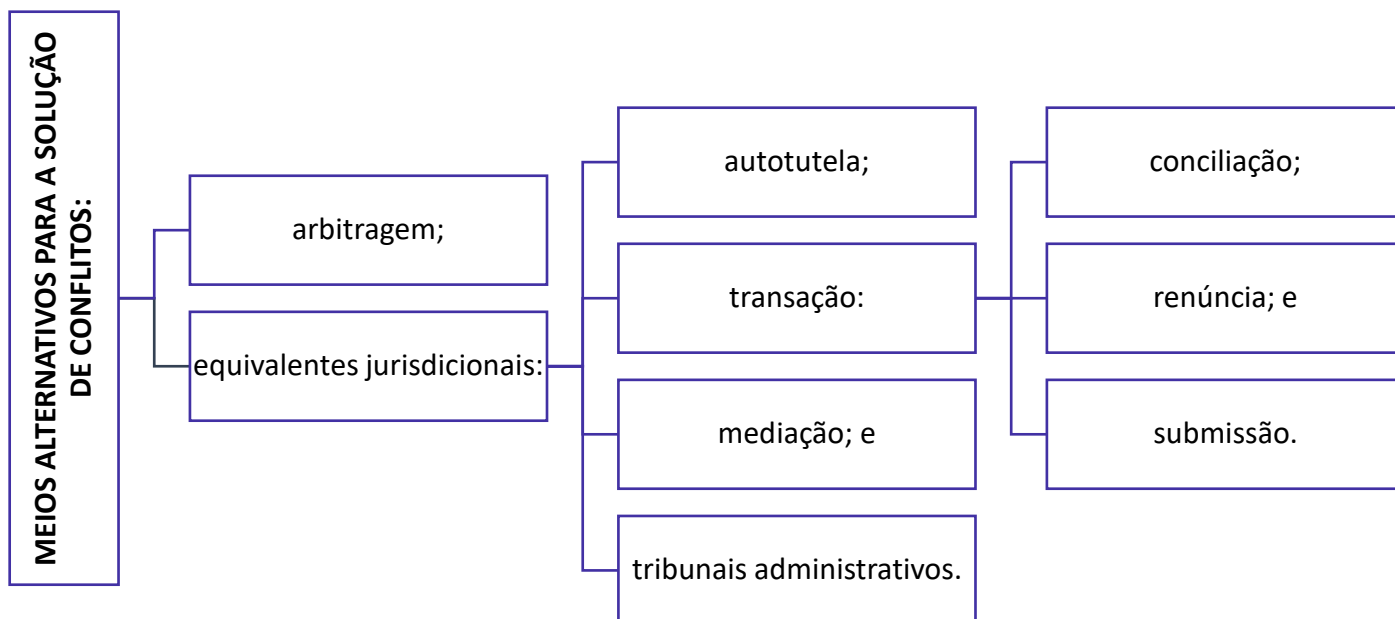 MEIOS ALTERNATIVOS PARA A SOLUÇÃO
DE CONFLITOS:
arbitragem;
equivalentes jurisdicionais:
autotutela;
transação:
mediação; e
tribunais administrativos.
conciliação;
renúncia; e
submissão.